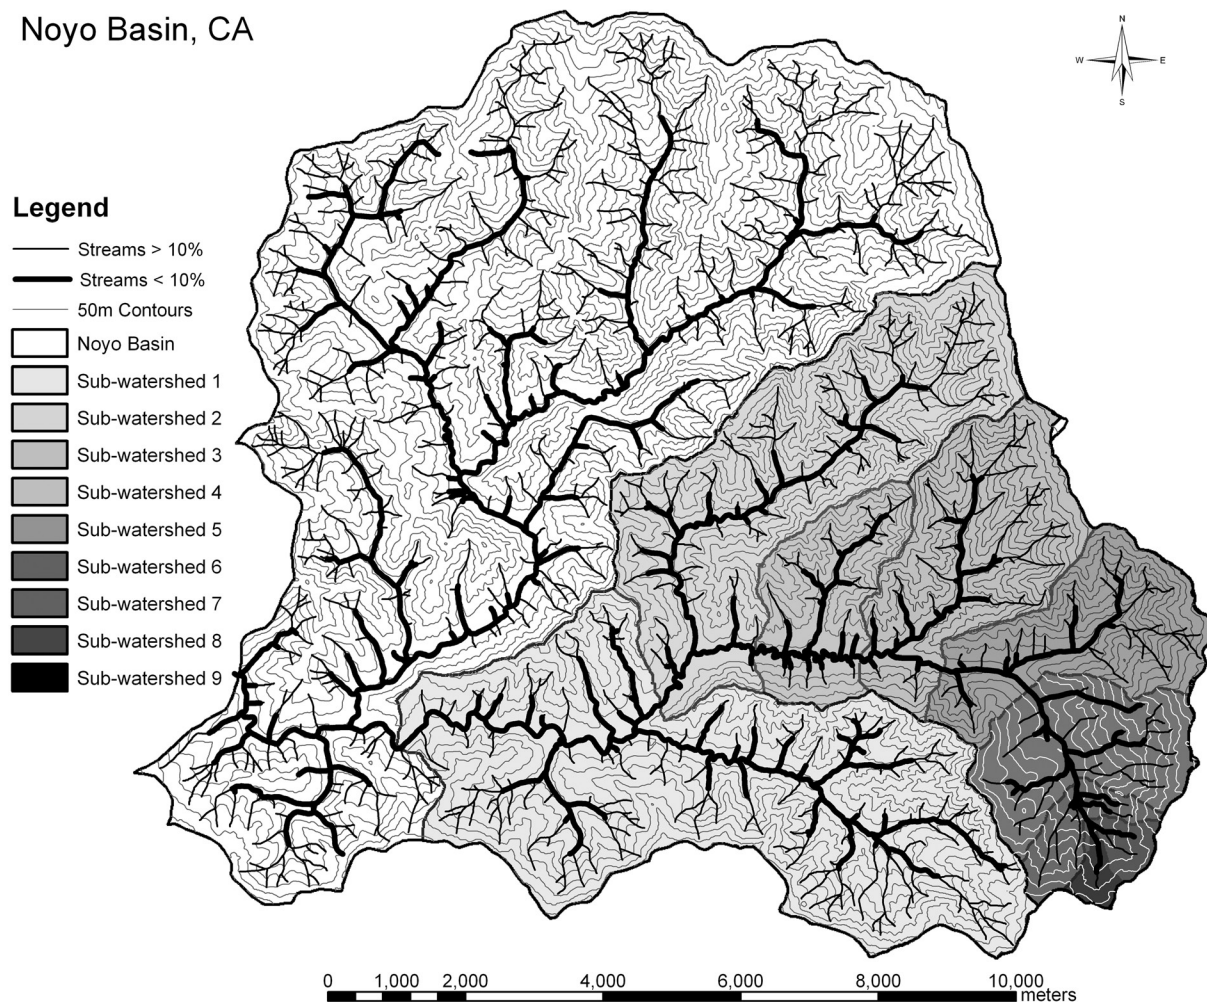 Noyo Basin, CA
N
W E
S
Legend
Streams > 10%
Streams < 10%
50m Contours
Noyo Basin
Sub-watershed 1
Sub-watershed 2
Sub-watershed 3
Sub-watershed 4
Sub-watershed 5
Sub-watershed 6
Sub-watershed 7
Sub-watershed 8
Sub-watershed 9
0 1,000 2,000 4,000 6,000 8,000 10,000
meters